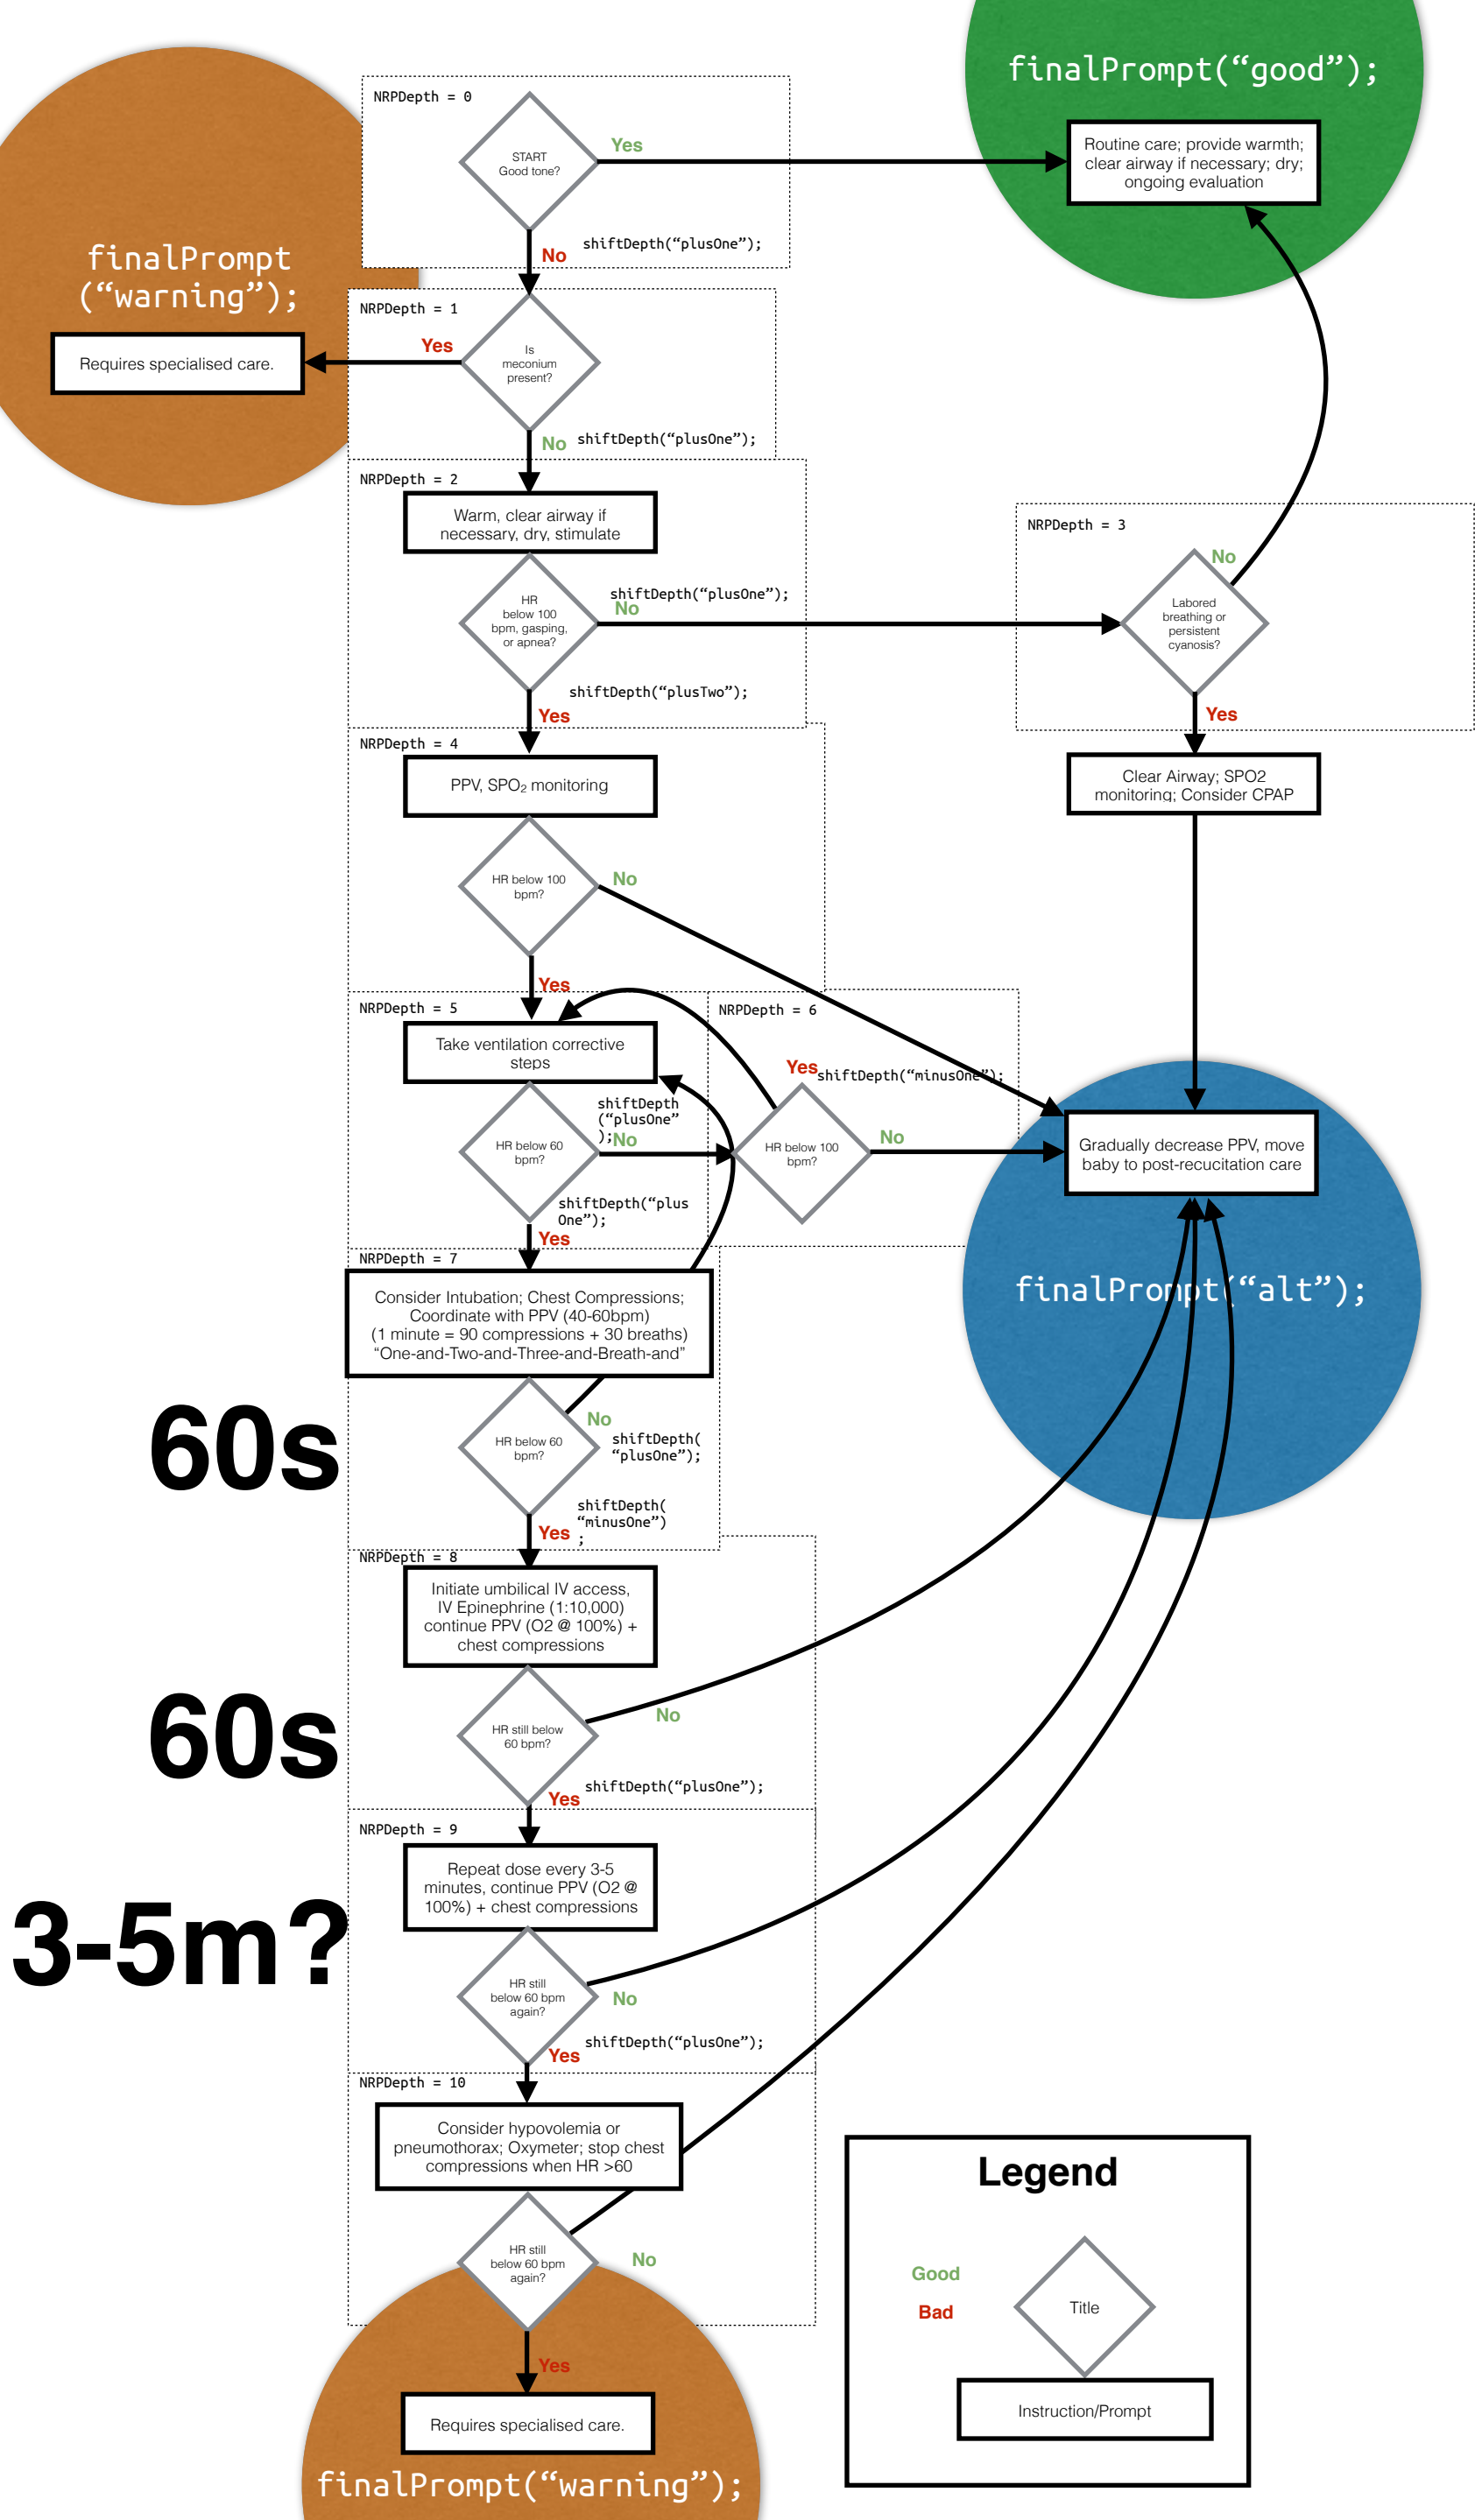 finalPrompt(“good”);
NRPDepth = 0
START
Good tone?
Yes
Routine care; provide warmth;
clear airway if necessary; dry;
ongoing evaluation
shiftDepth(“plusOne”);
No
finalPrompt
(“warning”);
NRPDepth = 1
Yes
Is
meconium
present?
Requires specialised care.
No
shiftDepth(“plusOne”);
NRPDepth = 2
Warm, clear airway if
necessary, dry, stimulate
NRPDepth = 3
No
HR
below 100
bpm, gasping,
or apnea?
shiftDepth(“plusOne”);
No
Labored
breathing or
persistent
cyanosis?
shiftDepth(“plusTwo”);
Yes
Yes
NRPDepth = 4
PPV, SPO₂ monitoring
Clear Airway; SPO2
monitoring; Consider CPAP
HR below 100
bpm?
No
Yes
NRPDepth = 5
NRPDepth = 6
Take ventilation corrective
steps
Yes
shiftDepth(“minusOne”);
shiftDepth
(“plusOne”
);
No
HR below 60
bpm?
HR below 100
bpm?
No
Gradually decrease PPV, move
baby to post-recucitation care
shiftDepth(“plus
One”);
Yes
NRPDepth = 7
Consider Intubation; Chest Compressions;
Coordinate with PPV (40-60bpm)
(1 minute = 90 compressions + 30 breaths)
“One-and-Two-and-Three-and-Breath-and”
finalPrompt(“alt”);
60s
HR below 60
bpm?
No
shiftDepth(
“plusOne”);
shiftDepth(
“minusOne”)
;
Yes
NRPDepth = 8
Initiate umbilical IV access,
IV Epinephrine (1:10,000)
continue PPV (O2 @ 100%) +
chest compressions
60s
HR still below
60 bpm?
No
shiftDepth(“plusOne”);
Yes
NRPDepth = 9
Repeat dose every 3-5
minutes, continue PPV (O2 @
100%) + chest compressions
3-5m?
HR still
below 60 bpm
again?
No
shiftDepth(“plusOne”);
Yes
NRPDepth = 10
Consider hypovolemia or
pneumothorax; Oxymeter; stop chest
compressions when HR >60
HR still
below 60 bpm
again?
No
Yes
Requires specialised care.
finalPrompt(“warning”);
Legend
Good
Bad
Title
Instruction/Prompt